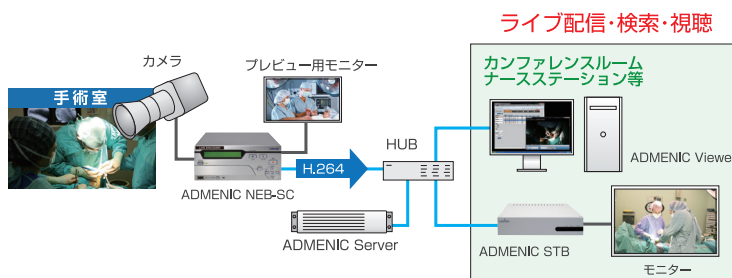 ライブ配信・検索・視聴
カメラ
プレビュー用モニター
カンファレンスルーム
ナースステーション等
手術室
HUB
ADMENIC Viewer
H.264
ADMENIC NEB-SC
ADMENIC Server
ADMENIC STB
モニター